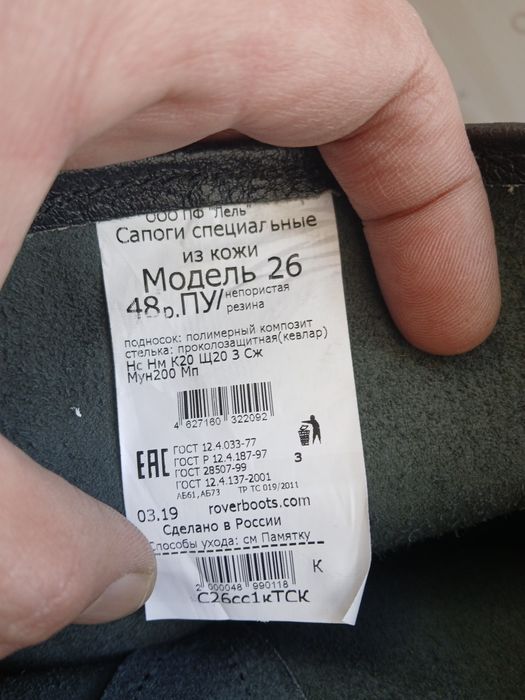 ООО ПФ "Лель"
Сапоги специальные
из кожи
Модель 26
48р.ПУ/непористая резина
подносок: полимерный композит
стелька: проколозащитная(кевлар)
Нс Нм К20 Щ20 З Сж
Мун200 Мп
4 627160 322092
ЕАС
ГОСТ 12.4.033-77
ГОСТ Р 12.4.187-97
ГОСТ 28507-99
ГОСТ 12.4.137-2001
З
АБ61,АБ73 ТР ТС 019/2011
03.19 roverboots.com
Сделано в России
Способы ухода: см Памятку
К
2 000048 990118
С26сс1кТСК